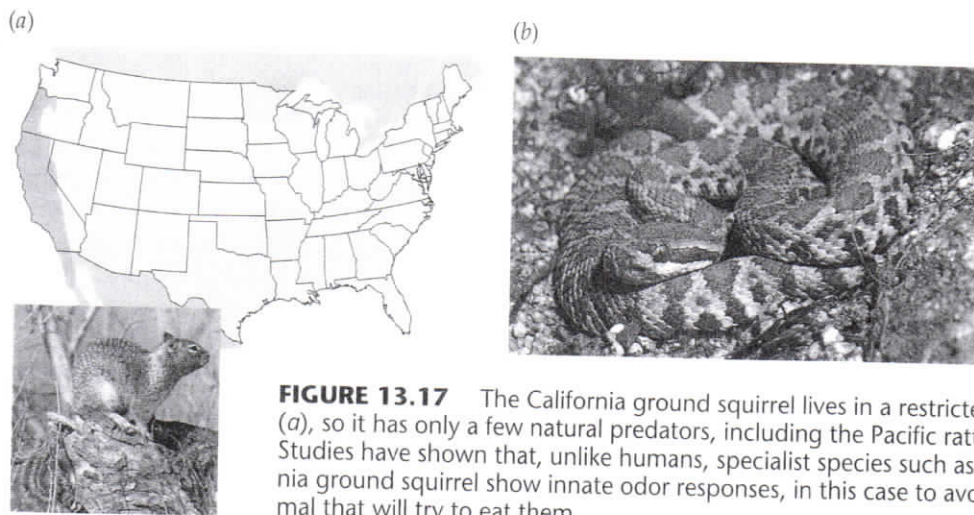 (a)
(b)
FIGURE 13.17 The California ground squirrel lives in a restricte
(a), so it has only a few natural predators, including the Pacific rat
Studies have shown that, unlike humans, specialist species such as
nia ground squirrel show innate odor responses, in this case to avo
mal that will try to eat them.